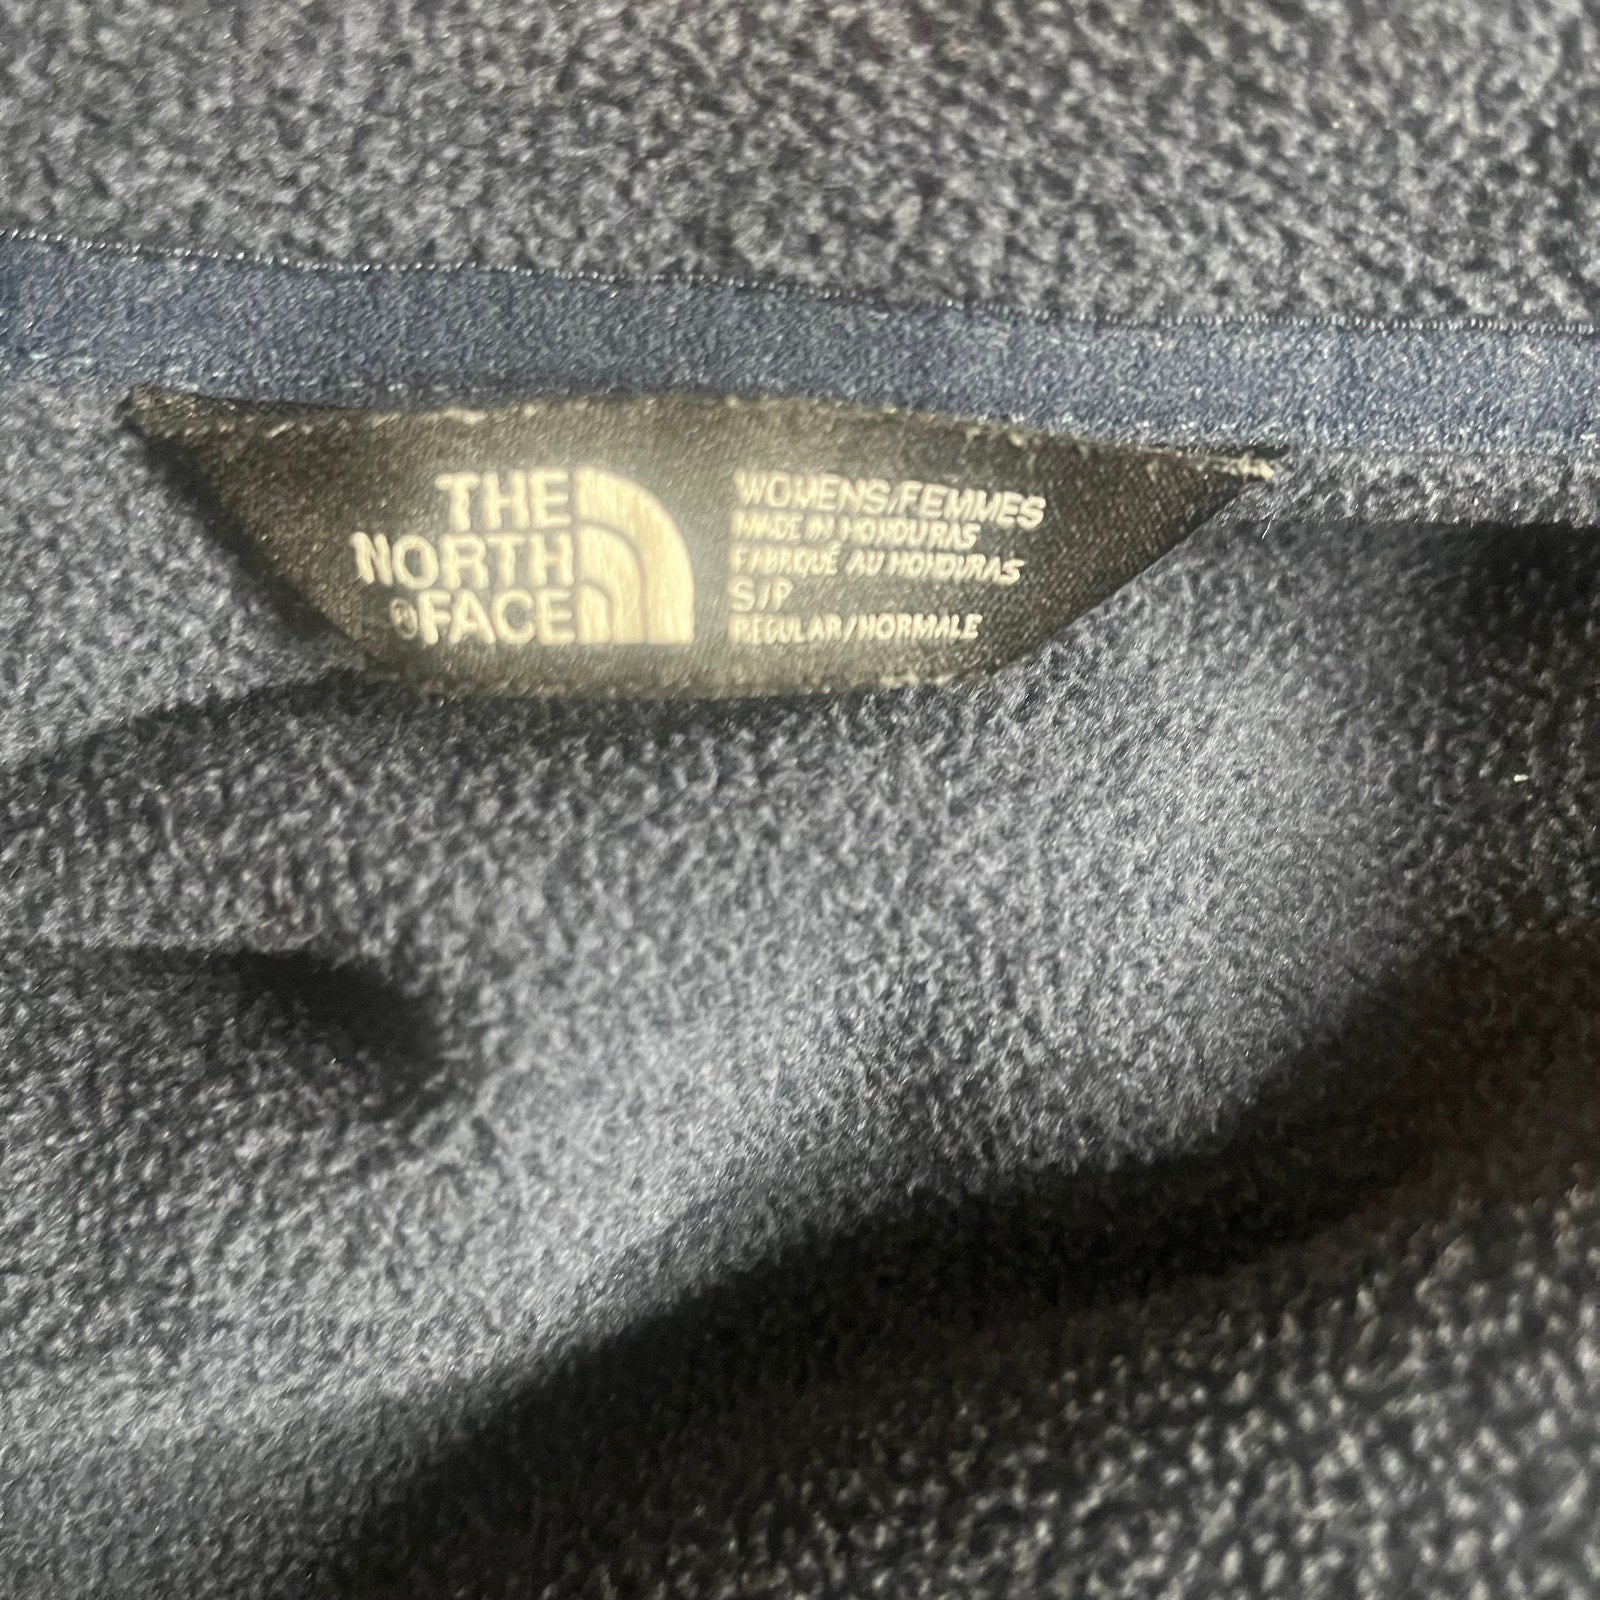 THE
NORTH
® FACE
WOMENS/FEMMES
MADE IN HONDURAS
FABRIQUÉ AU HONDURAS
S/P
REGULAR/NORMALE